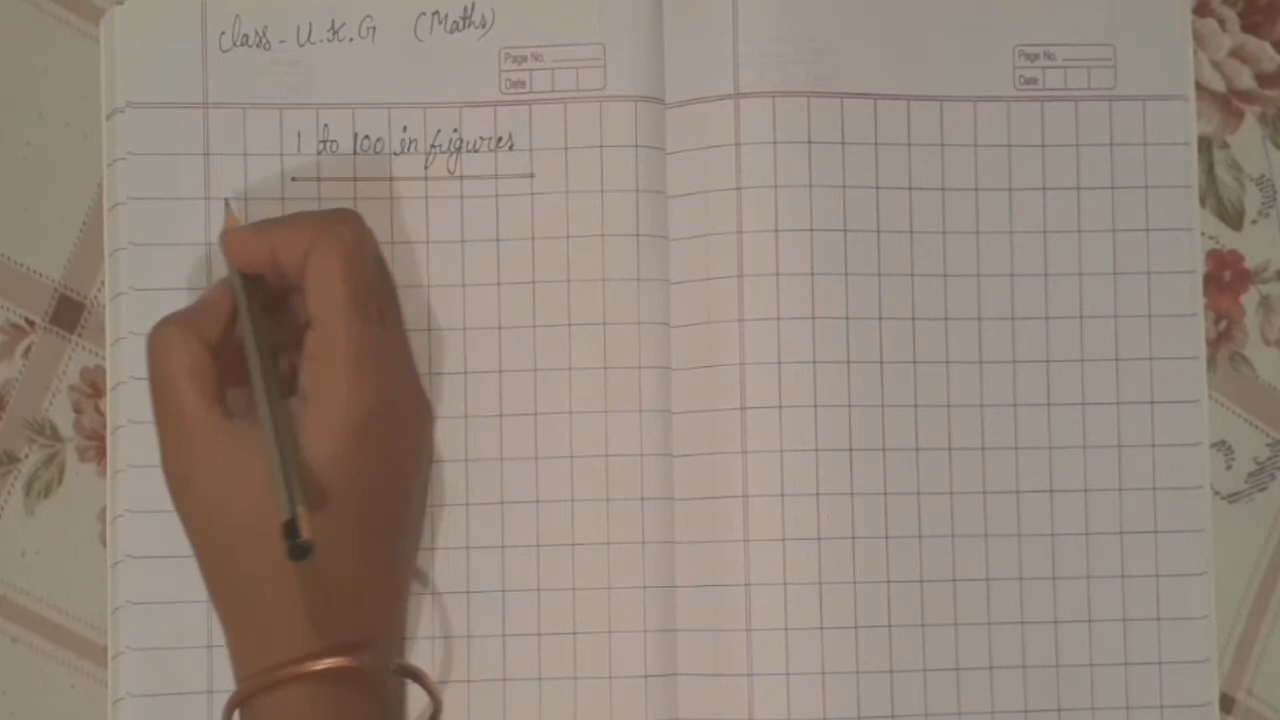 Class - U.K.G (Maths)
Page No.
Date
Page No.
Date
1 to 100 in figures